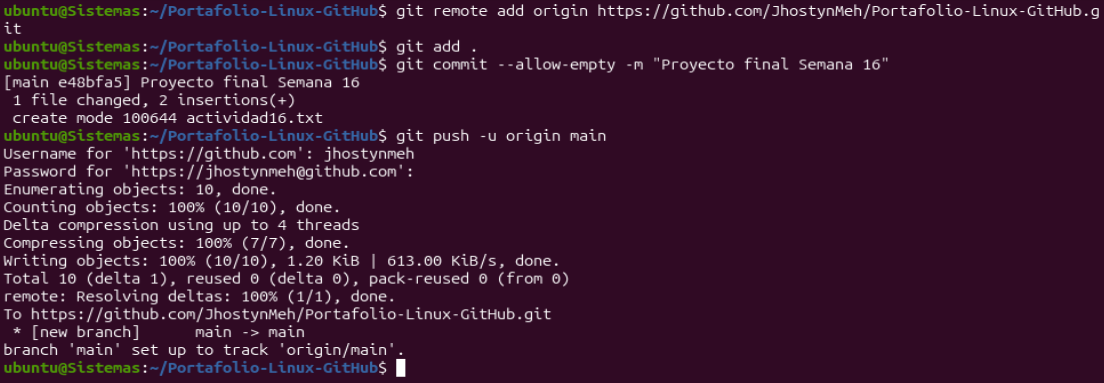 ubuntu@Sistemas:~/Portafolio-Linux-GitHub$ git remote add origin https://github.com/JhostynMeh/Portafolio-Linux-GitHub.g
it
ubuntu@Sistemas:~/Portafolio-Linux-GitHub$ git add .
ubuntu@Sistemas:~/Portafolio-Linux-GitHub$ git commit --allow-empty -m "Proyecto final Semana 16"
[main e48bfa5] Proyecto final Semana 16
 1 file changed, 2 insertions(+)
 create mode 100644 actividad16.txt
ubuntu@Sistemas:~/Portafolio-Linux-GitHub$ git push -u origin main
Username for 'https://github.com': jhostynmeh
Password for 'https://jhostynmeh@github.com':
Enumerating objects: 10, done.
Counting objects: 100% (10/10), done.
Delta compression using up to 4 threads
Compressing objects: 100% (7/7), done.
Writing objects: 100% (10/10), 1.20 KiB | 613.00 KiB/s, done.
Total 10 (delta 1), reused 0 (delta 0), pack-reused 0 (from 0)
remote: Resolving deltas: 100% (1/1), done.
To https://github.com/JhostynMeh/Portafolio-Linux-GitHub.git
 * [new branch]      main -> main
branch 'main' set up to track 'origin/main'.
ubuntu@Sistemas:~/Portafolio-Linux-GitHub$